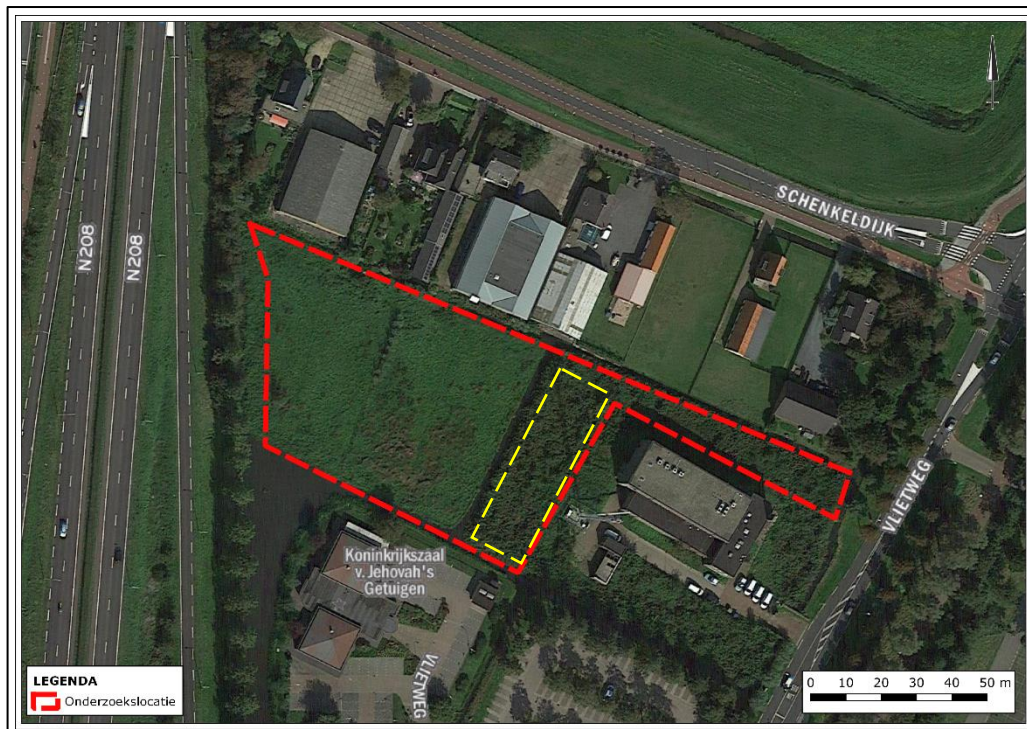 SCHENKELDIJK
N208
N208
VLIETWEG
Koninkrijkszaal
v. Jehovah's
Getuigen
VLIETWEG
LEGENDA
Onderzoekslocatie
0 10 20 30 40 50 m